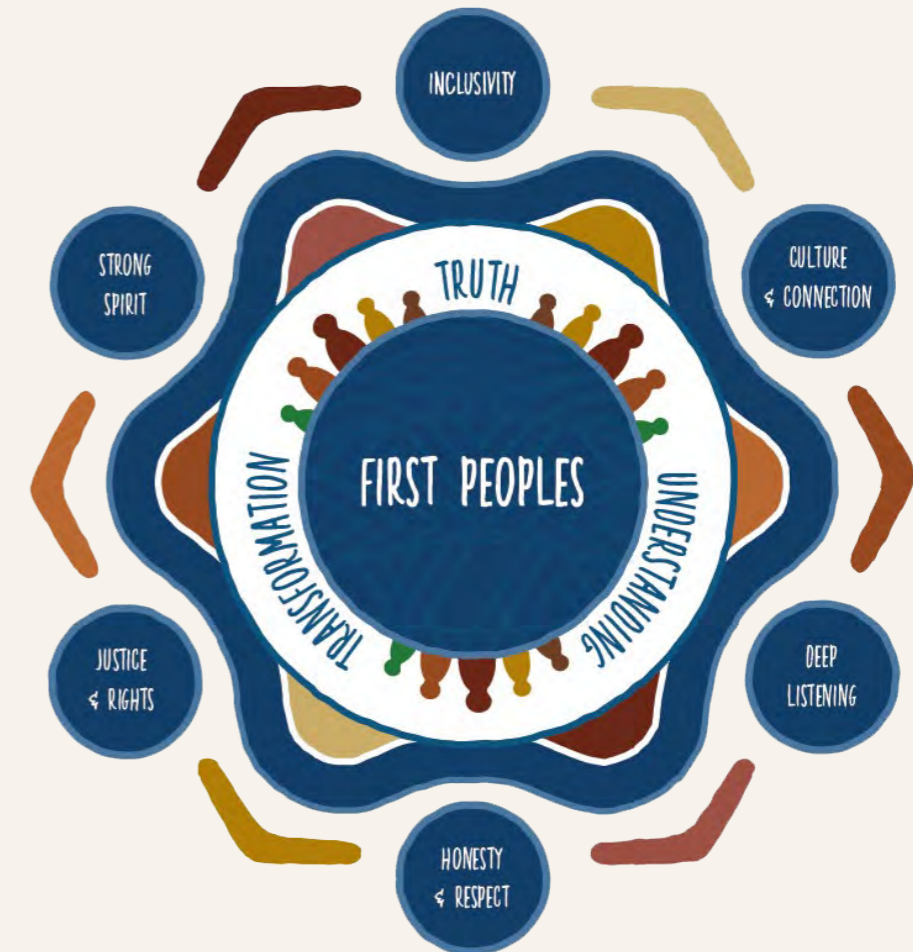 INCLUSIVITY
STRONG
SPIRIT
CULTURE
& CONNECTION
TRUTH
FIRST PEOPLES
TRANSFORMATION
UNDERSTANDING
JUSTICE
& RIGHTS
DEEP
LISTENING
HONESTY
& RESPECT